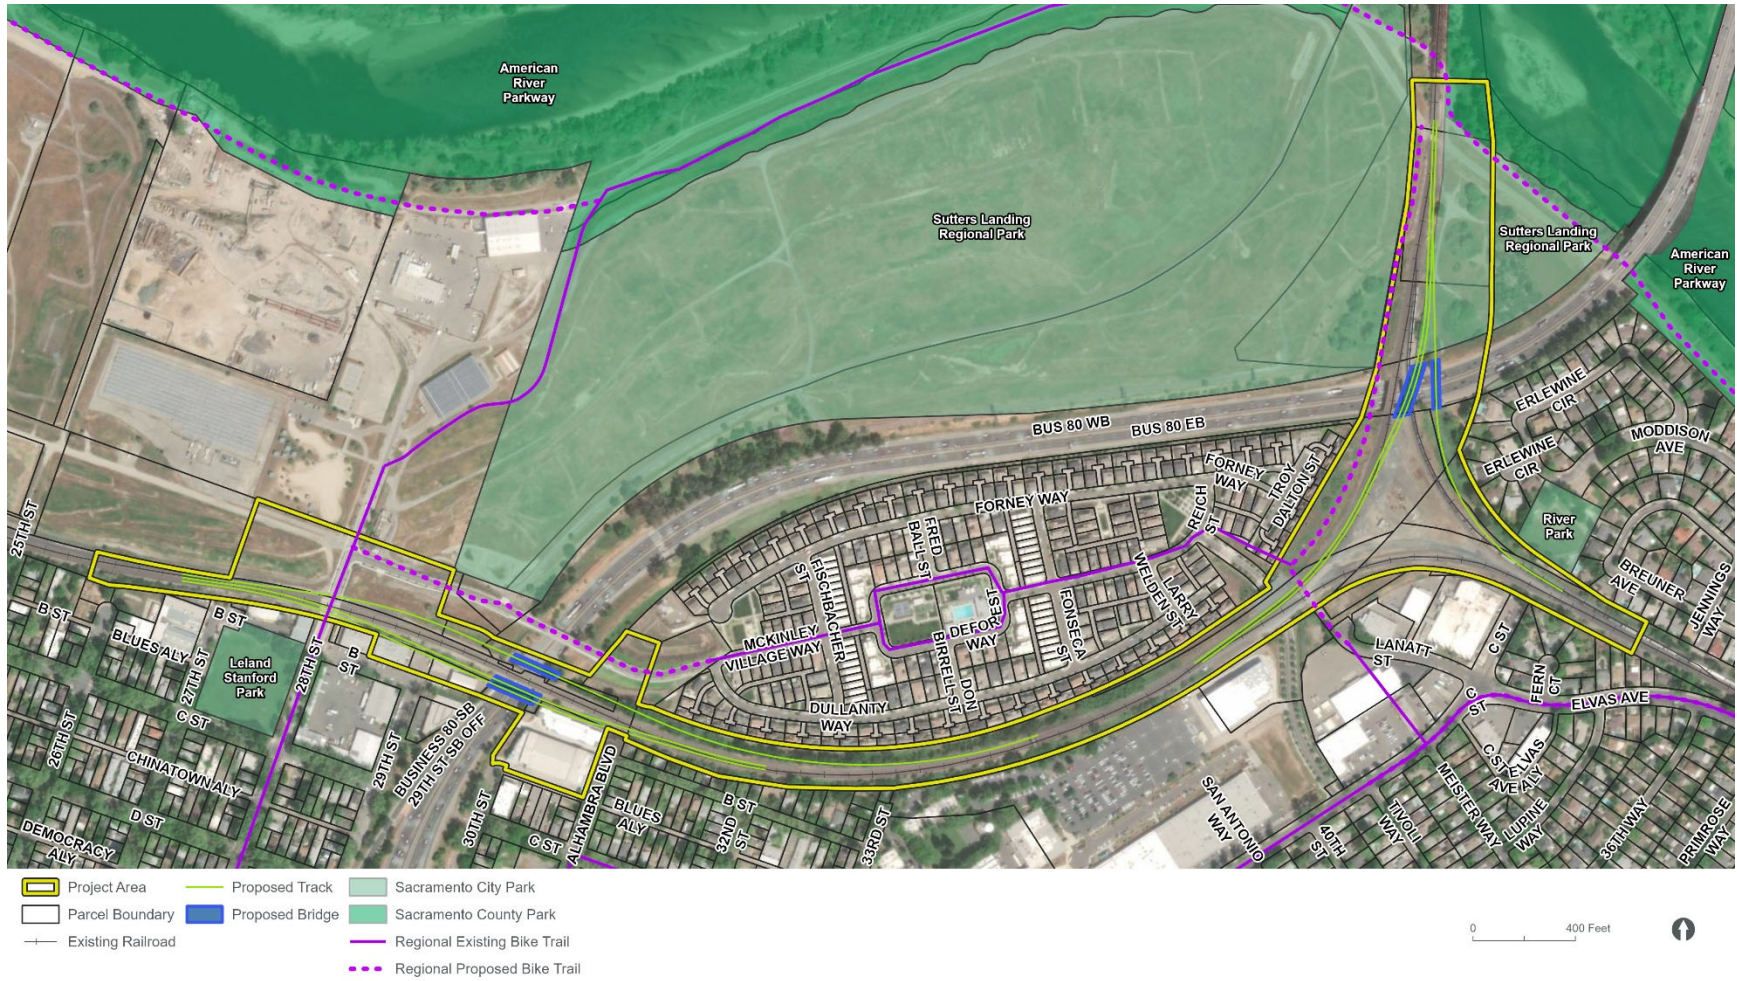 American
River
Parkway
Sutters Landing
Regional Park
Sutters Landing
Regional Park
American
River
Parkway
BUS 80 WB
BUS 80 EB
ERLEWINE
CIR
MODDISON
AVE
ERLEWINE
CIR
FORNEY
WAY
TROY
DALTON ST
REICH
ST
FORNEY WAY
25TH ST
FRED
BALL ST
River
Park
FISCHBACHER
ST
WELDEN ST
LARRY
BREUNER
AVE
JENNINGS
WAY
B ST
B ST
BLUES ALY
27TH ST
Leland
Stanford
Park
28TH ST
B
ST
MCKINLEY
VILLAGE WAY
DEFOREST
WAY
BIRRELL ST
DON
FONSECA
ST
LANATT
ST
C ST
FERN
CT
C
ST
ELVAS AVE
DULLANTY
WAY
C ST
26TH ST
CHINATOWN ALY
29TH ST
BUSINESS 80 SB
29TH ST SB OFF
C ST
ELVAS
AVE ALY
D ST
DEMOCRACY
ALY
30TH ST
C ST
ALHAMBRA BLVD
BLUES
ALY
B ST
32ND
ST
33RD ST
SAN ANTONIO
WAY
40TH
ST
TIVOLI
WAY
MEISTER WAY
LUPINE
WAY
36TH WAY
PRIMROSE
WAY
Project Area
Proposed Track
Sacramento City Park
Parcel Boundary
Proposed Bridge
Sacramento County Park
Existing Railroad
Regional Existing Bike Trail
Regional Proposed Bike Trail
0
400 Feet